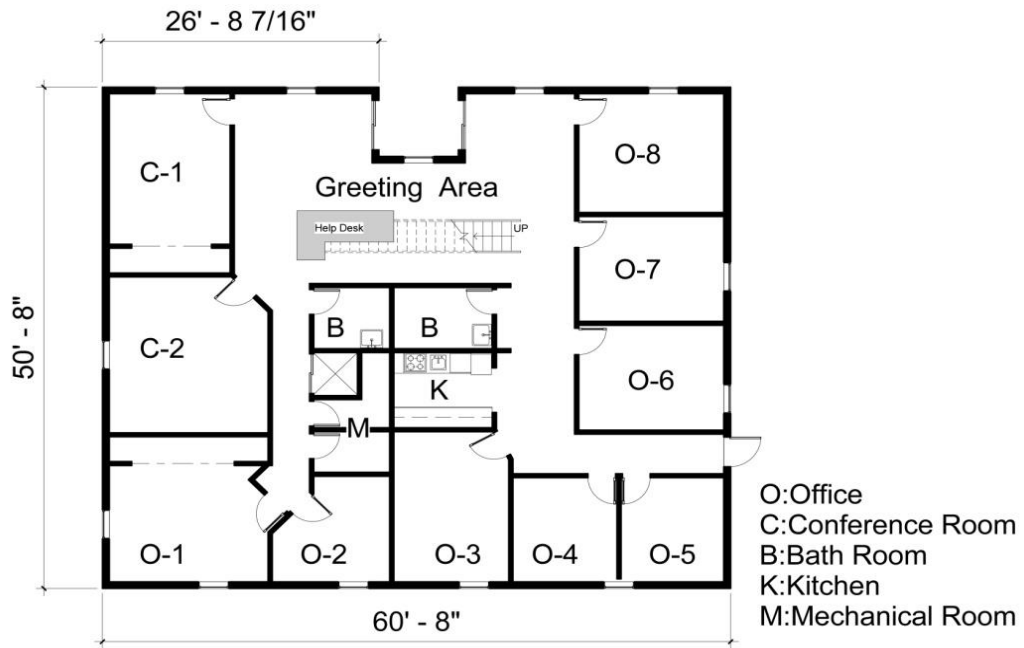 26' - 8 7/16"
C-1
O-8
Greeting Area
Help Desk
UP
O-7
50' - 8"
C-2
B
B
O-6
K
M
O-1
O-2
O-3
O-4
O-5
O:Office
C:Conference Room
B:Bath Room
K:Kitchen
M:Mechanical Room
60' - 8"